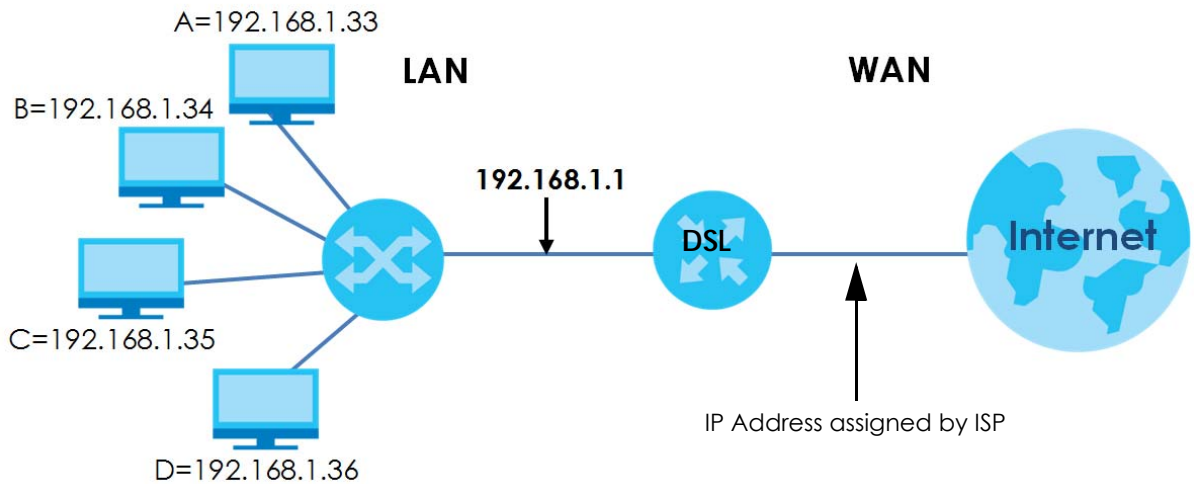 A=192.168.1.33
LAN
WAN
B=192.168.1.34
192.168.1.1
DSL
Internet
C=192.168.1.35
IP Address assigned by ISP
D=192.168.1.36